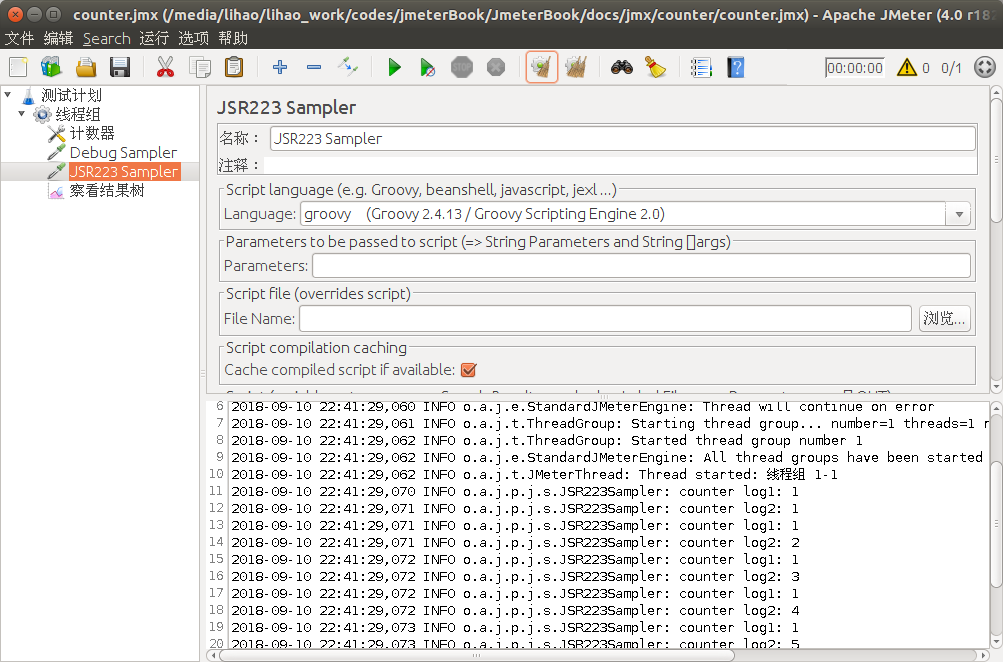 counter.jmx (/media/lihao/lihao_work/codes/jmeterBook/JmeterBook/docs/jmx/counter/counter.jmx) - Apache JMeter (4.0 r182
文件 编辑 Search 运行 选项 帮助
00:00:00 0 0/1
测试计划
线程组
计数器
Debug Sampler
JSR223 Sampler
察看结果树
JSR223 Sampler
名称： JSR223 Sampler
注释：
Script language (e.g. Groovy, beanshell, javascript, jexl ...)
Language: groovy (Groovy 2.4.13 / Groovy Scripting Engine 2.0)
Parameters to be passed to script (=> String Parameters and String []args)
Parameters:
Script file (overrides script)
File Name: 浏览...
Script compilation caching
Cache compiled script if available:
6 2018-09-10 22:41:29,060 INFO o.a.j.e.StandardJMeterEngine: Thread will continue on error
7 2018-09-10 22:41:29,061 INFO o.a.j.t.ThreadGroup: Starting thread group... number=1 threads=1 r
8 2018-09-10 22:41:29,062 INFO o.a.j.t.ThreadGroup: Started thread group number 1
9 2018-09-10 22:41:29,062 INFO o.a.j.e.StandardJMeterEngine: All thread groups have been started
10 2018-09-10 22:41:29,062 INFO o.a.j.t.JMeterThread: Thread started: 线程组 1-1
11 2018-09-10 22:41:29,070 INFO o.a.j.p.j.s.JSR223Sampler: counter log1: 1
12 2018-09-10 22:41:29,071 INFO o.a.j.p.j.s.JSR223Sampler: counter log2: 1
13 2018-09-10 22:41:29,071 INFO o.a.j.p.j.s.JSR223Sampler: counter log1: 1
14 2018-09-10 22:41:29,071 INFO o.a.j.p.j.s.JSR223Sampler: counter log2: 2
15 2018-09-10 22:41:29,072 INFO o.a.j.p.j.s.JSR223Sampler: counter log1: 1
16 2018-09-10 22:41:29,072 INFO o.a.j.p.j.s.JSR223Sampler: counter log2: 3
17 2018-09-10 22:41:29,072 INFO o.a.j.p.j.s.JSR223Sampler: counter log1: 1
18 2018-09-10 22:41:29,072 INFO o.a.j.p.j.s.JSR223Sampler: counter log2: 4
19 2018-09-10 22:41:29,073 INFO o.a.j.p.j.s.JSR223Sampler: counter log1: 1
20 2018-09-10 22:41:29,073 INFO o.a.j.p.j.s.JSR223Sampler: counter log2: 5